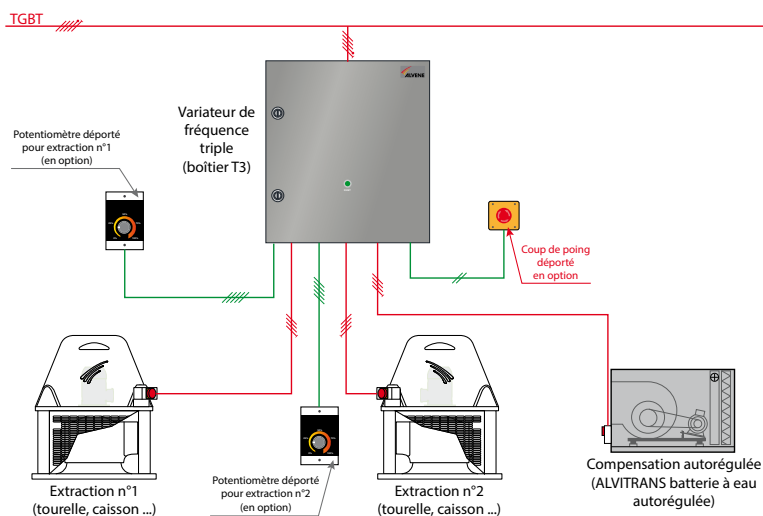 TGBT
ALVENE
Variateur de
fréquence
triple
(boîtier T3)
Potentiomètre déporté
pour extraction n°1
(en option)
Coup de poing
déporté
en option
Extraction n°1
(tourelle, caisson ...)
Potentiomètre déporté
pour extraction n°2
(en option)
Extraction n°2
(tourelle, caisson ...)
Compensation autorégulée
(ALVITRANS batterie à eau
autorégulée)